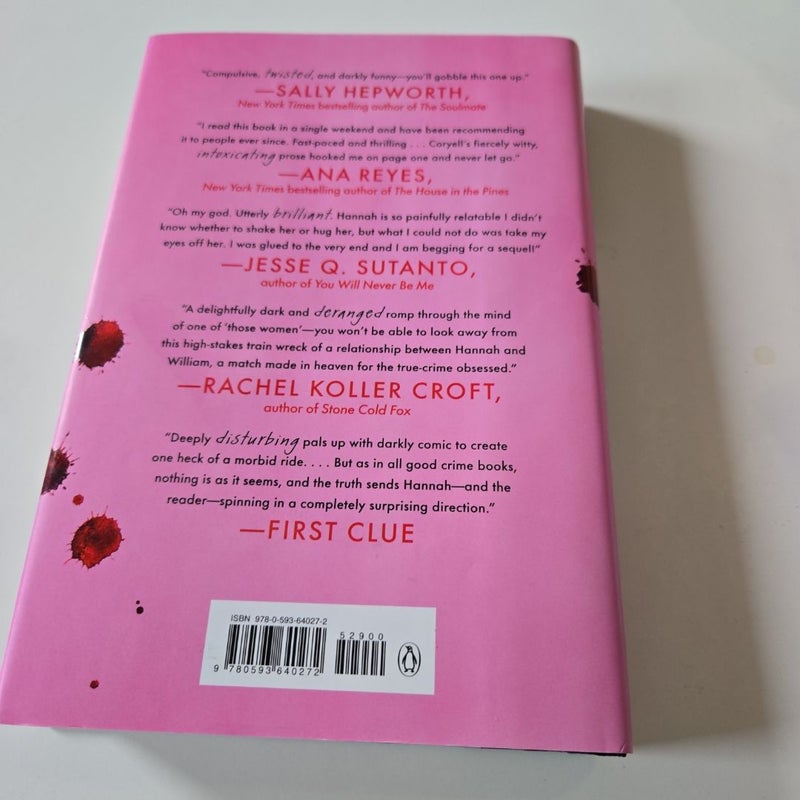 "Compulsive, twisted, and darkly funny—you'll gobble this one up."
—SALLY HEPWORTH,
New York Times bestselling author of The Soulmate
"I read this book in a single weekend and have been recommending
it to people ever since. Fast-paced and thrilling . . . Coryell's fiercely witty,
intoxicating prose hooked me on page one and never let go."
—ANA REYES,
New York Times bestselling author of The House in the Pines
"Oh my god. Utterly brilliant. Hannah is so painfully relatable I didn't
know whether to shake her or hug her, but what I could not do was take my
eyes off her. I was glued to the very end and I am begging for a sequel!"
—JESSE Q. SUTANTO,
author of You Will Never Be Me
"A delightfully dark and deranged romp through the mind
of one of 'those women'—you won't be able to look away from
this high-stakes train wreck of a relationship between Hannah and
William, a match made in heaven for the true-crime obsessed."
—RACHEL KOLLER CROFT,
author of Stone Cold Fox
"Deeply disturbing pals up with darkly comic to create
one heck of a morbid ride. . . . But as in all good crime books,
nothing is as it seems, and the truth sends Hannah—and the
reader—spinning in a completely surprising direction."
—FIRST CLUE
ISBN 978-0-593-64027-2
52900
9 780593 640272